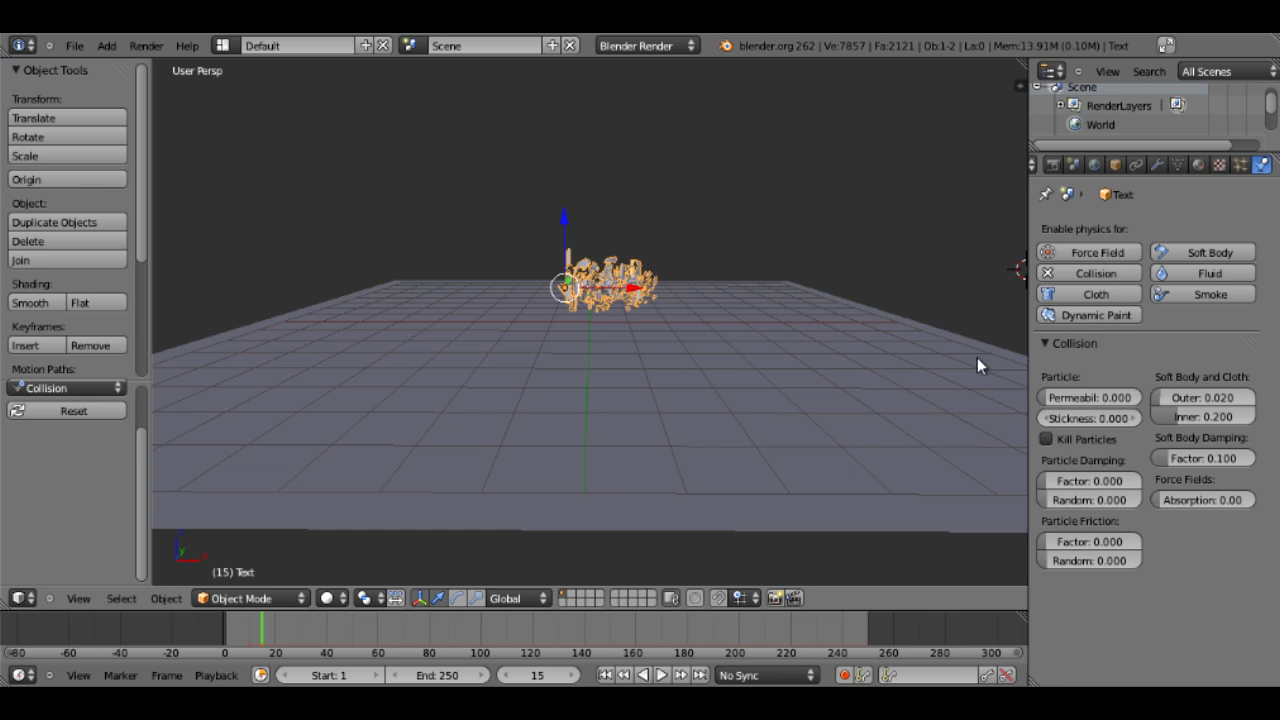 File Add Render Help Default Scene Blender Render blender.org 262 | Ve:7857 | Fa:2121 | Ob:1-2 | La:0 | Mem:13.91M (0.10M) | Text
Object Tools
Transform:
Translate
Rotate
Scale
Origin
Object:
Duplicate Objects
Delete
Join
Shading:
Smooth Flat
Keyframes:
Insert Remove
Motion Paths:
Collision
Reset
User Persp
(15) Text
View Search All Scenes
Scene
RenderLayers
World
Text
Enable physics for:
Force Field Soft Body
Collision Fluid
Cloth Smoke
Dynamic Paint
Collision
Particle:
Permeabil: 0.000
Stickness: 0.000
Kill Particles
Particle Damping:
Factor: 0.000
Random: 0.000
Particle Friction:
Factor: 0.000
Random: 0.000
Soft Body and Cloth:
Outer: 0.020
Inner: 0.200
Soft Body Damping:
Factor: 0.100
Force Fields:
Absorption: 0.00
View Select Object Object Mode Global
-80 -60 -40 -20 0 20 40 60 80 100 120 140 160 180 200 220 240 260 280 300
View Marker Frame Playback Start: 1 End: 250 15 No Sync